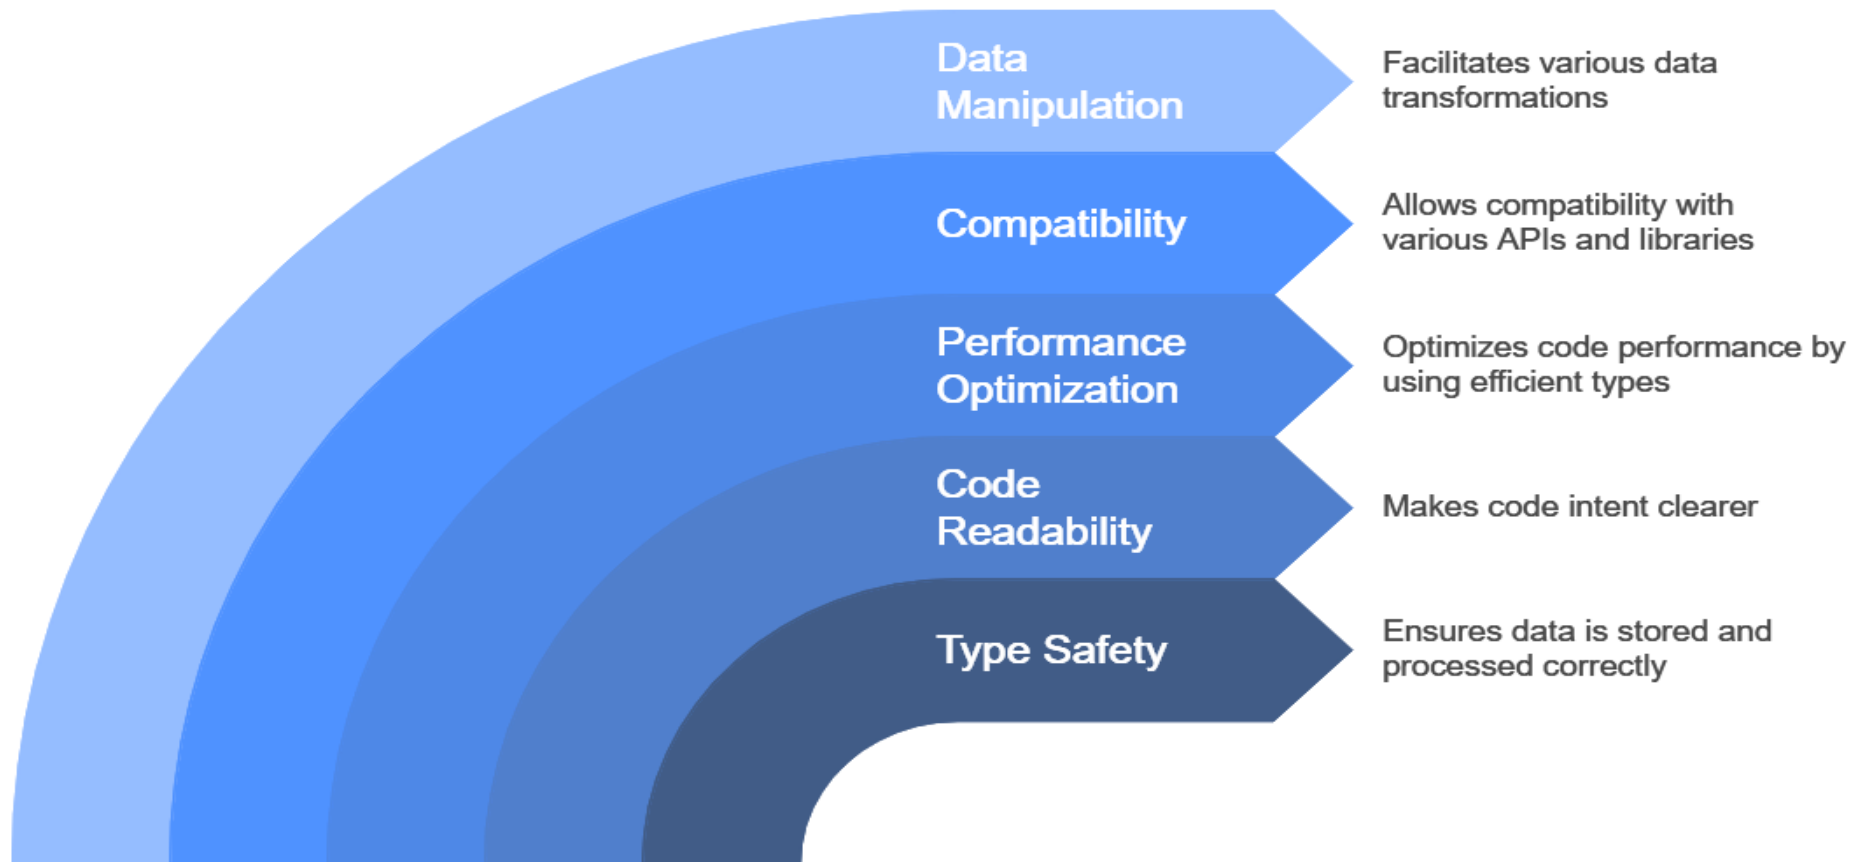 Data
Manipulation
Facilitates various data
transformations
Compatibility
Allows compatibility with
various APIs and libraries
Performance
Optimization
Optimizes code performance by
using efficient types
Code
Readability
Makes code intent clearer
Type Safety
Ensures data is stored and
processed correctly